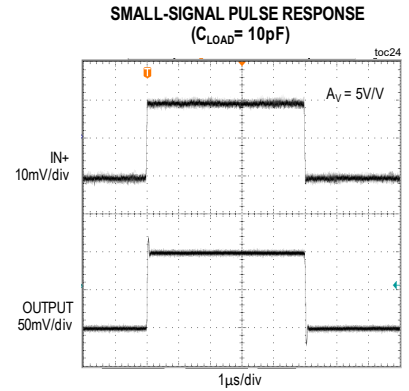 SMALL-SIGNAL PULSE RESPONSE
(CLOAD= 10pF)
toc24
T
AV = 5V/V
IN+
10mV/div
OUTPUT
50mV/div
1µs/div